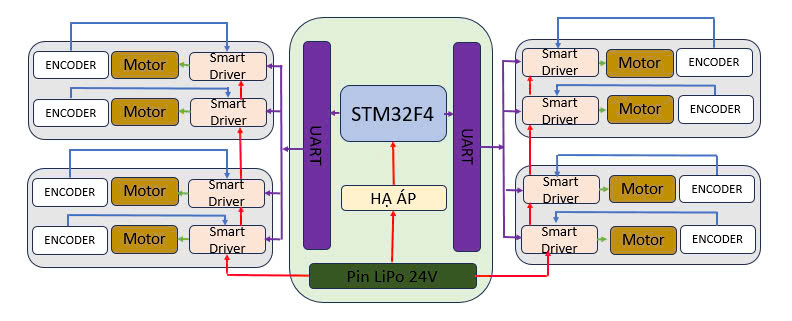 ENCODER
Motor
Smart
Driver
ENCODER
Motor
Smart
Driver
ENCODER
Motor
Smart
Driver
ENCODER
Motor
Smart
Driver
UART
STM32F4
HẠ ÁP
Pin LiPo 24V
UART
Smart
Driver
Motor
ENCODER
Smart
Driver
Motor
ENCODER
Smart
Driver
Motor
ENCODER
Smart
Driver
Motor
ENCODER